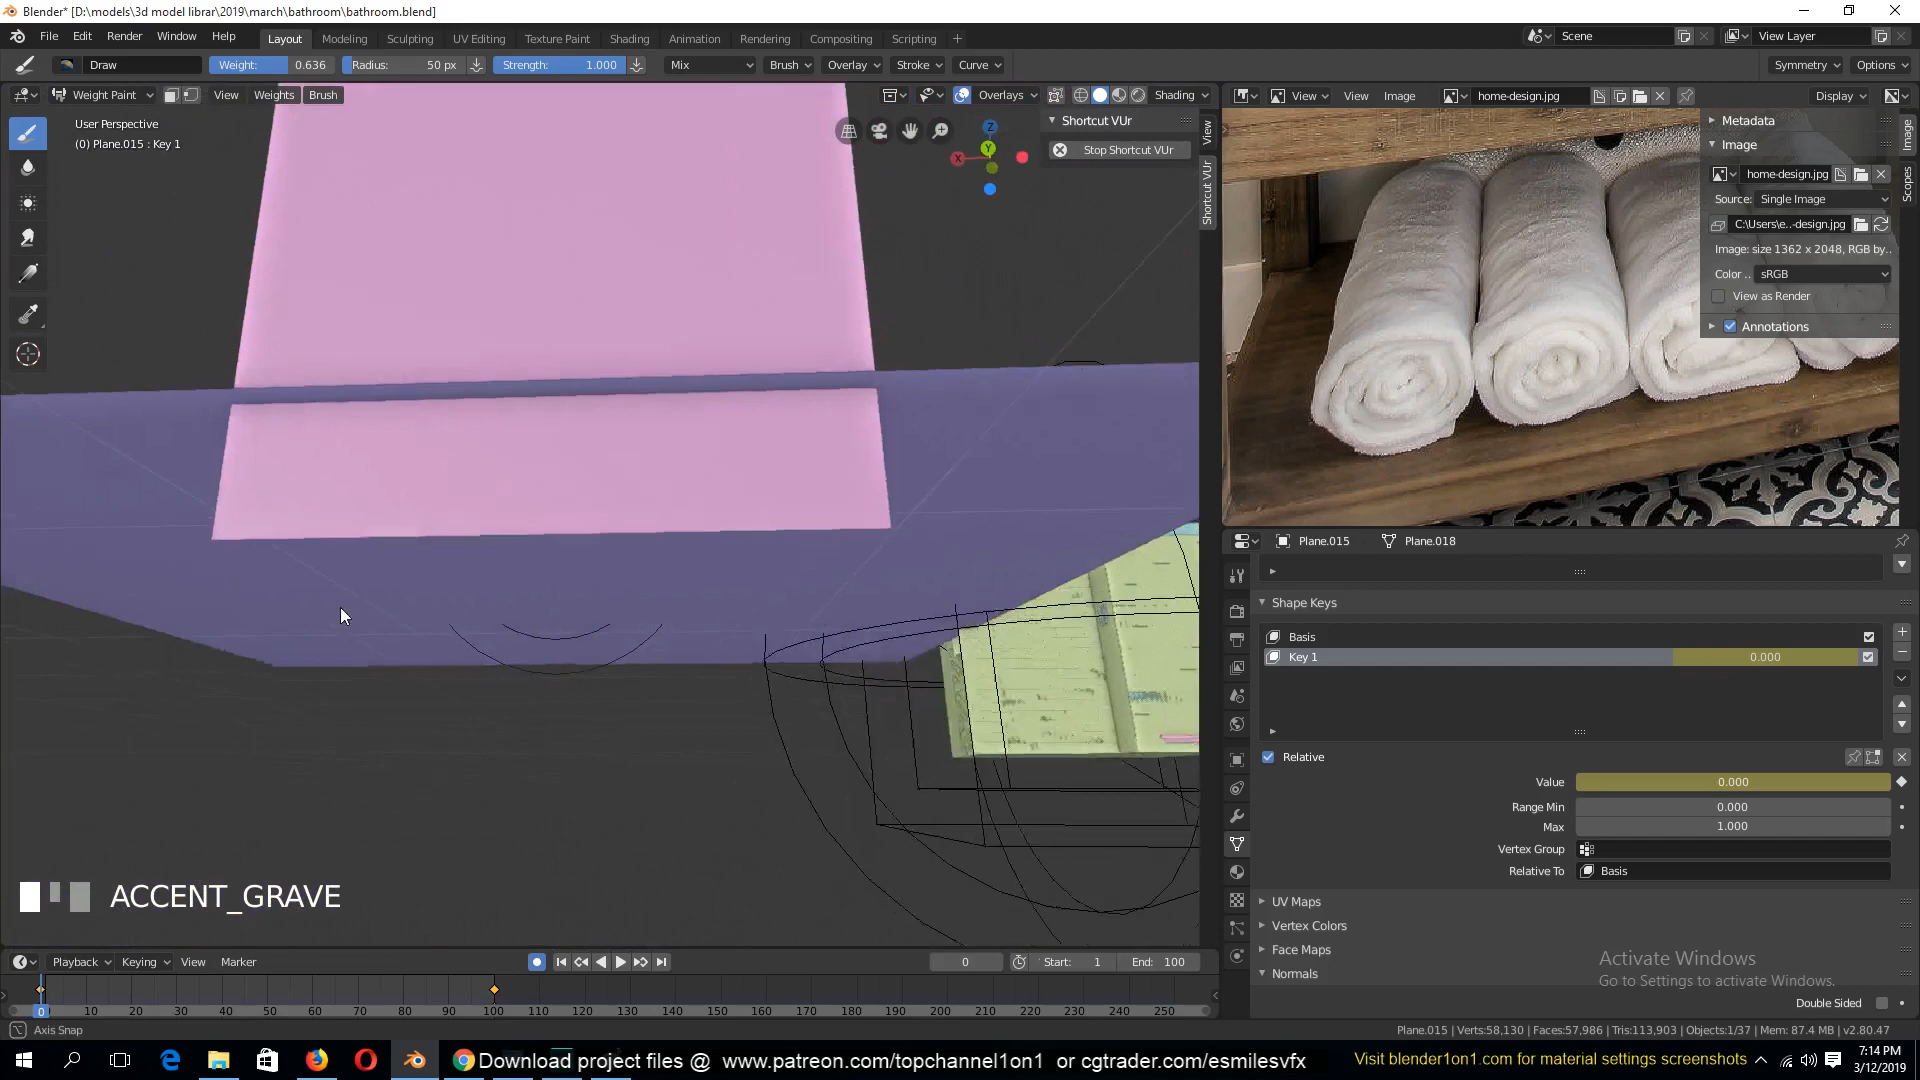 Blender* [D:\models\3d model librar\2019\march\bathroom\bathroom.blend]
File Edit Render Window Help Layout Modeling Sculpting UV Editing Texture Paint Shading Animation Rendering Compositing Scripting + Scene View Layer
Draw Weight: 0.636 Radius: 50 px Strength: 1.000 Mix Brush Overlay Stroke Curve Symmetry Options
Weight Paint View Weights Brush Overlays Shading View View Image home-design.jpg Display
User Perspective
(0) Plane.015 : Key 1
Shortcut VUr
Stop Shortcut VUr
View
Shortcut VUr
Z
Y
X
Metadata
Image
home-design.jpg
Source: Single Image
C:\Users\e..-design.jpg
Image: size 1362 x 2048, RGB by..
Color .. sRGB
View as Render
Annotations
Image
Scopes
Plane.015 Plane.018
Shape Keys
Basis
Key 1 0.000
Relative
Value 0.000
Range Min 0.000
Max 1.000
Vertex Group
Relative To Basis
UV Maps
Vertex Colors
Face Maps
Normals
Double Sided
Activate Windows
Go to Settings to activate Windows.
ACCENT_GRAVE
Playback Keying View Marker 0 Start: 1 End: 100
0 10 20 30 40 50 60 70 80 90 100 110 120 130 140 150 160 170 180 190 200 210 220 230 240 250
Axis Snap
Plane.015 | Verts:58,130 | Faces:57,986 | Tris:113,903 | Objects:1/37 | Mem: 87.4 MB | v2.80.47
Download project files @ www.patreon.com/topchannel1on1 or cgtrader.com/esmilesvfx
Visit blender1on1.com for material settings screenshots
7:14 PM
3/12/2019